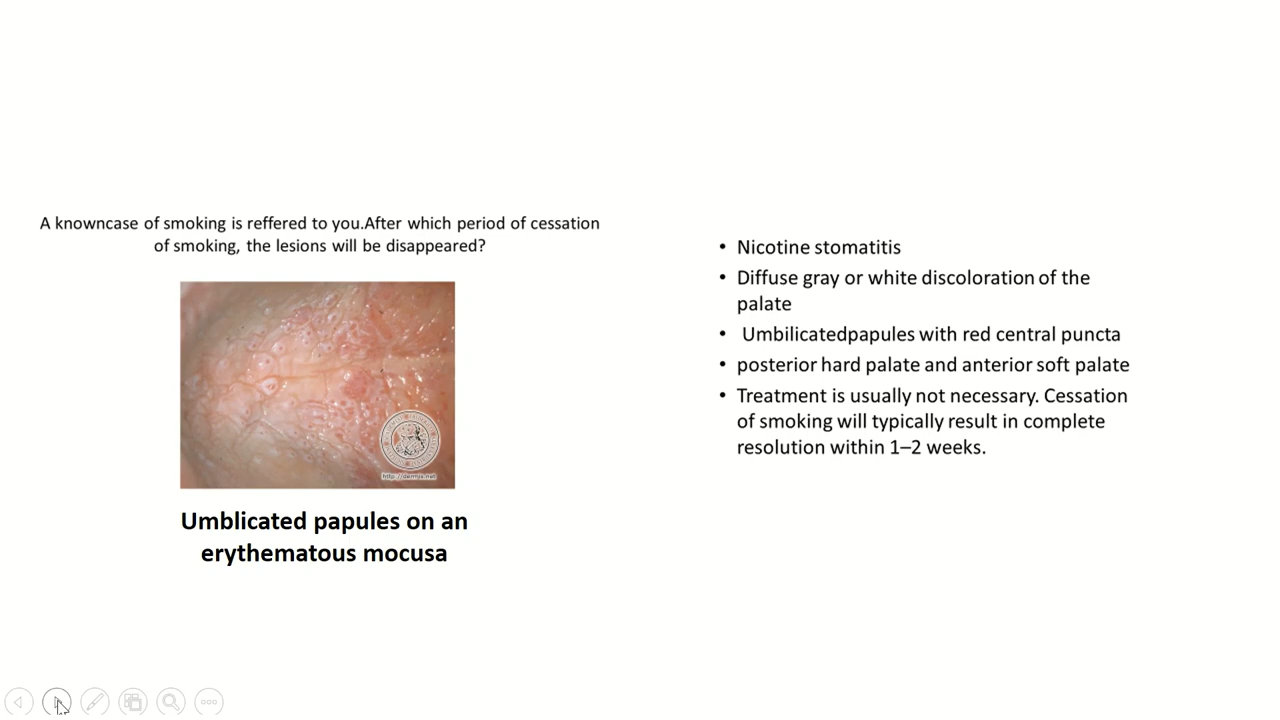 A knowncase of smoking is reffered to you.After which period of cessation
of smoking, the lesions will be disappeared?
http://dermis.net
Umblicated papules on an
erythematous mocusa
• Nicotine stomatitis
• Diffuse gray or white discoloration of the
palate
• Umbilicatedpapules with red central puncta
• posterior hard palate and anterior soft palate
• Treatment is usually not necessary. Cessation
of smoking will typically result in complete
resolution within 1–2 weeks.